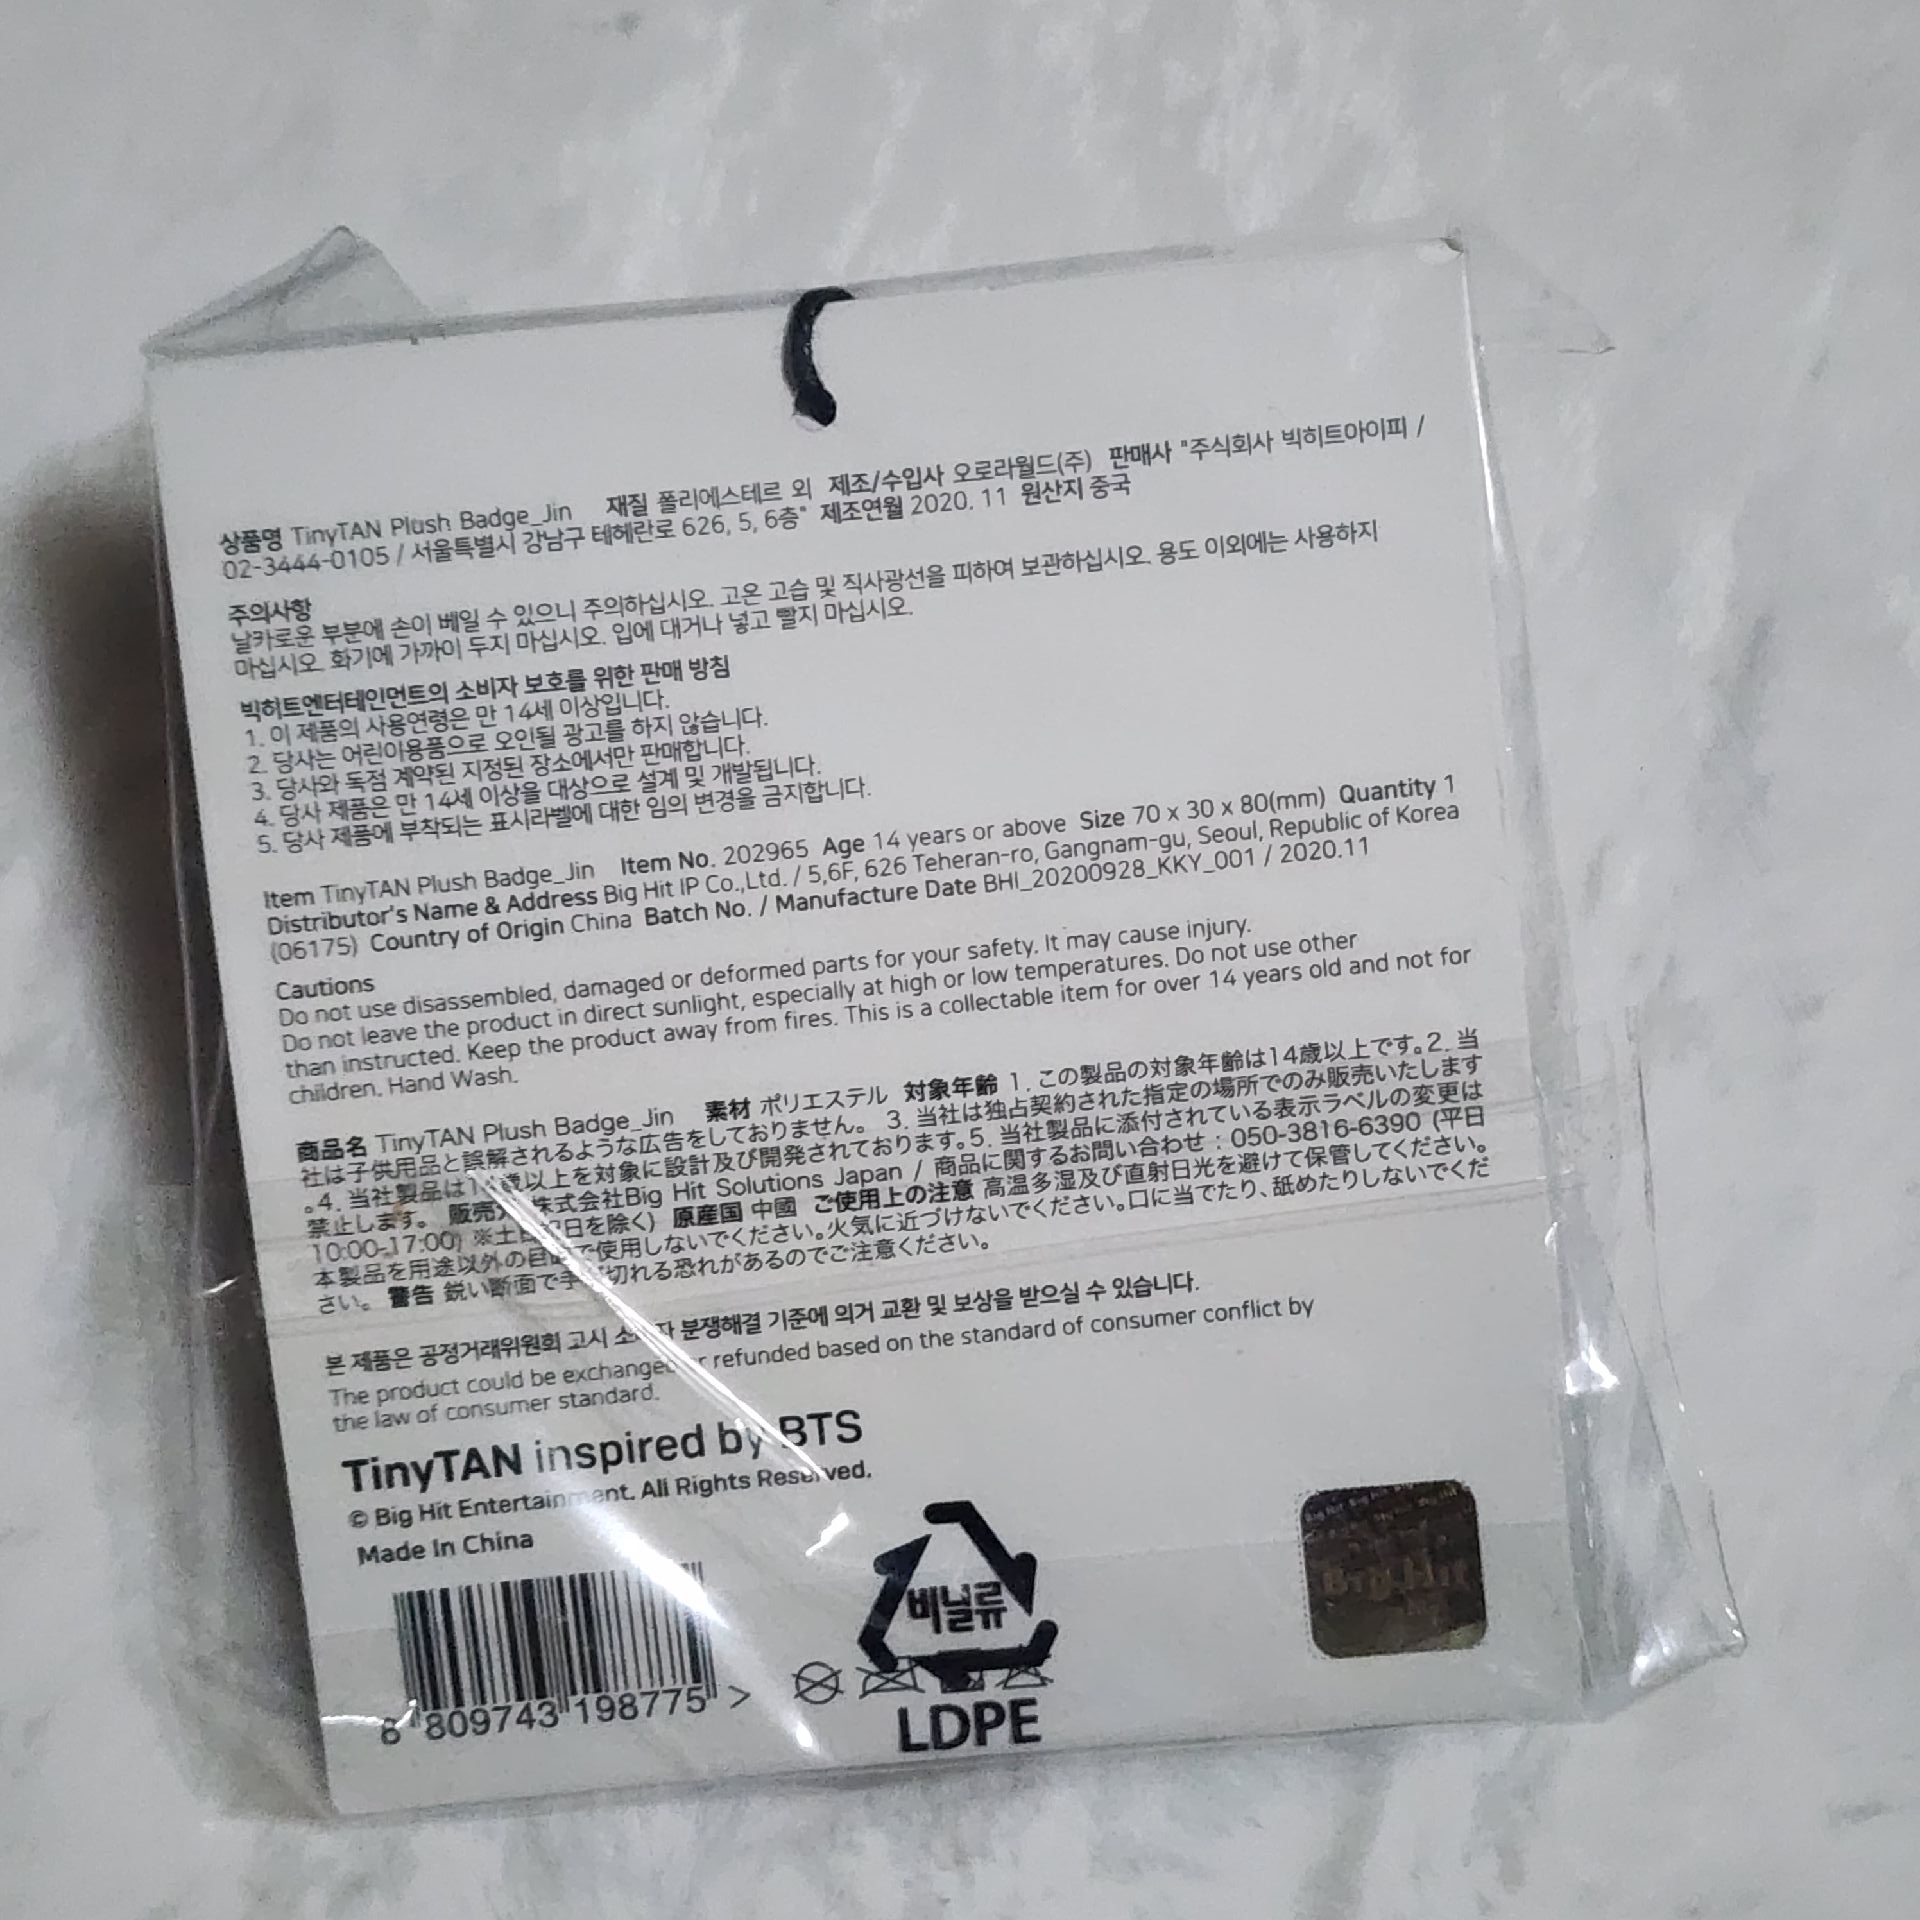 상품명 TinyTAN Plush Badge_Jin 재질 폴리에스테르 외 제조/수입사 오로라월드(주) 판매사 "주식회사 빅히트아이피 /
02-3444-0105 / 서울특별시 강남구 테헤란로 626, 5, 6층" 제조연월 2020. 11 원산지 중국
주의사항
날카로운 부분에 손이 베일 수 있으니 주의하십시오. 고온 고습 및 직사광선을 피하여 보관하십시오. 용도 이외에는 사용하지
마십시오. 화기에 가까이 두지 마십시오. 입에 대거나 넣고 빨지 마십시오.
빅히트엔터테인먼트의 소비자 보호를 위한 판매 방침
1. 이 제품의 사용연령은 만 14세 이상입니다.
2. 당사는 어린이용품으로 오인될 광고를 하지 않습니다.
3. 당사와 독점 계약된 지정된 장소에서만 판매합니다.
4. 당사 제품은 만 14세 이상을 대상으로 설계 및 개발됩니다.
5. 당사 제품에 부착되는 표시라벨에 대한 임의 변경을 금지합니다.
Item TinyTAN Plush Badge_Jin Item No. 202965 Age 14 years or above Size 70 x 30 x 80(mm) Quantity 1
Distributor's Name & Address Big Hit IP Co.,Ltd. / 5,6F, 626 Teheran-ro, Gangnam-gu, Seoul, Republic of Korea
(06175) Country of Origin China Batch No. / Manufacture Date BHI_20200928_KKY_001 / 2020.11
Cautions
Do not use disassembled, damaged or deformed parts for your safety. It may cause injury.
Do not leave the product in direct sunlight, especially at high or low temperatures. Do not use other
than instructed. Keep the product away from fires. This is a collectable item for over 14 years old and not for
children. Hand Wash.
商品名 TinyTAN Plush Badge_Jin 素材 ポリエステル 対象年齢 1. この製品の対象年齢は14歳以上です。2. 当
社は子供用品と誤解されるような広告をしておりません。 3. 当社は独占契約された指定の場所でのみ販売いたします
。4. 当社製品は14歳以上を対象に設計及び開発されております。5. 当社製品に添付されている表示ラベルの変更は
禁止します。 販売 株式会社Big Hit Solutions Japan / 商品に関するお問い合わせ : 050-3816-6390 (平日
10:00-17:00) ※土 祝日を除く) 原産国 中國 ご使用上の注意 高温多湿及び直射日光を避けて保管してください。
本製品を用途以外の目的で使用しないでください。火気に近づけないでください。口に当てたり、舐めたりしないでくだ
さい。 警告 鋭い断面で手が切れる恐れがあるのでご注意ください。
본 제품은 공정거래위원회 고시 소비자 분쟁해결 기준에 의거 교환 및 보상을 받으실 수 있습니다.
The product could be exchanged or refunded based on the standard of consumer conflict by
the law of consumer standard.
TinyTAN inspired by BTS
© Big Hit Entertainment. All Rights Reserved.
Made In China
비닐류
8 809743 198775 >
LDPE
Big Hit